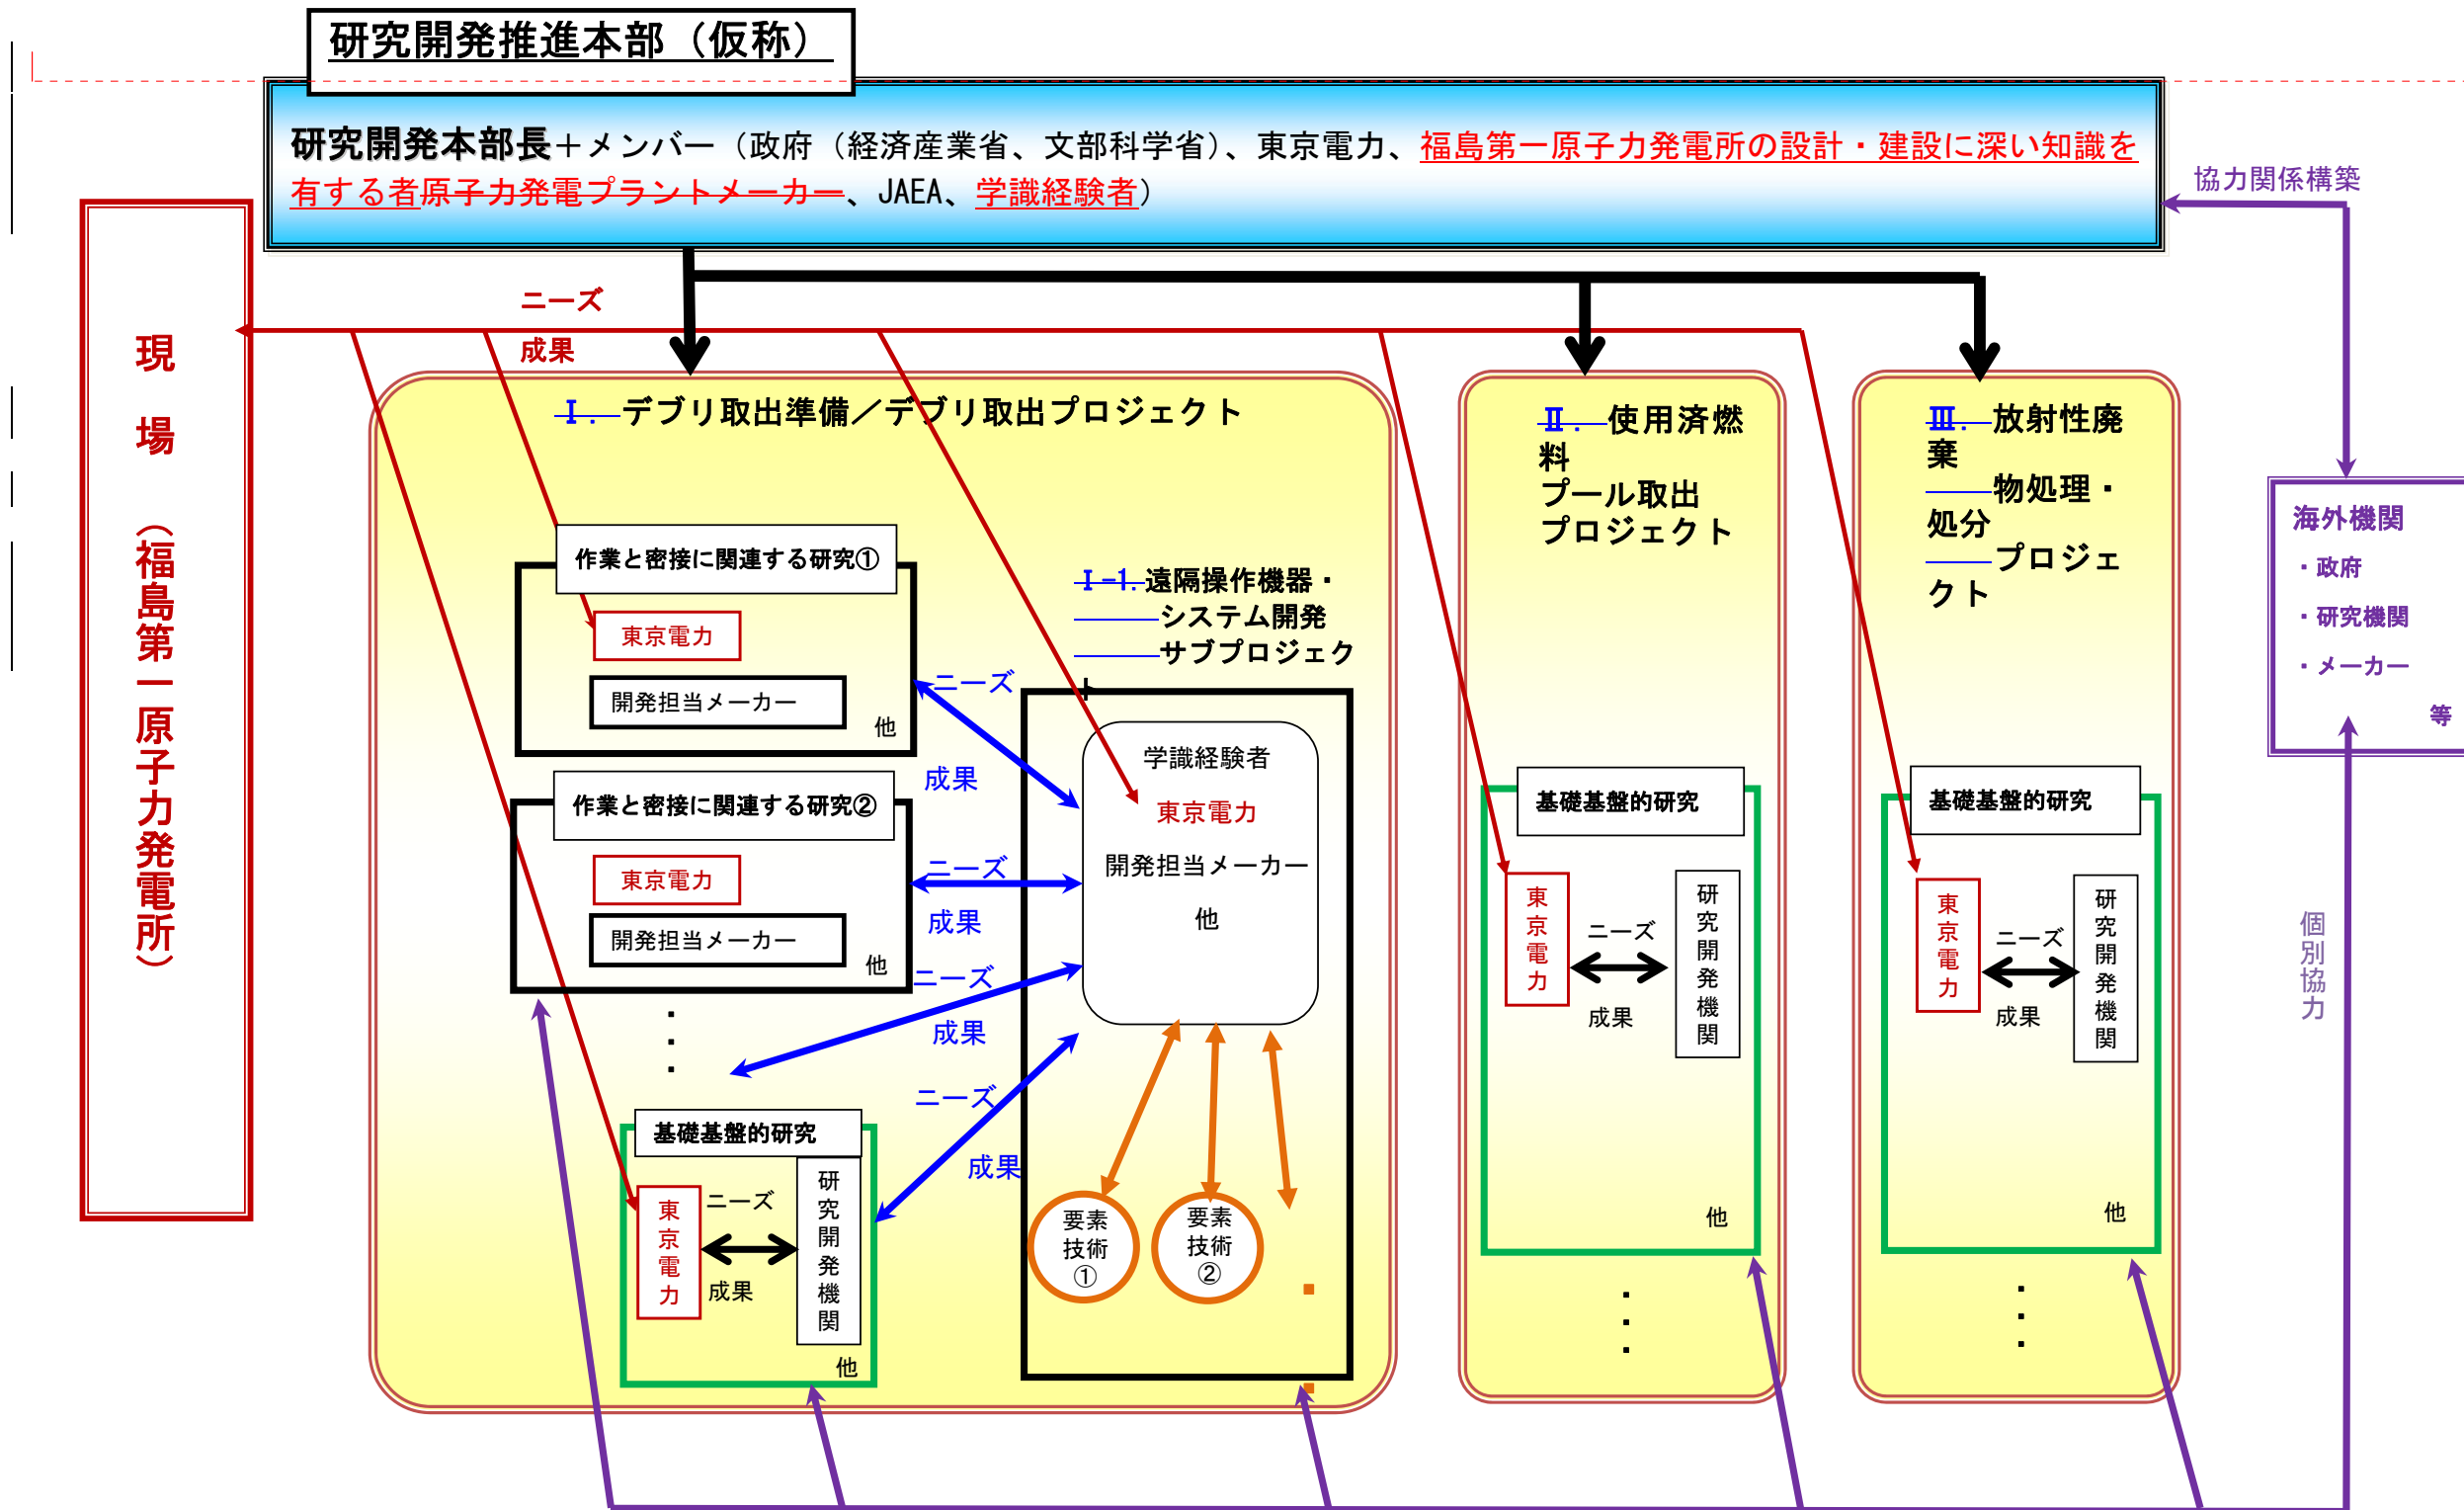 研究開発推進本部（仮称）
研究開発本部長＋メンバー（政府（経済産業省、文部科学省）、東京電力、福島第一原子力発電所の設計・建設に深い知識を
有する者原子力発電プラントメーカー、JAEA、学識経験者）
協力関係構築
ニーズ
成果
現場（福島第一原子力発電所）
Ⅰ．デブリ取出準備／デブリ取出プロジェクト
作業と密接に関連する研究①
東京電力
開発担当メーカー
他
作業と密接に関連する研究②
東京電力
開発担当メーカー
他
・
・
・
基礎基盤的研究
東京電力
ニーズ
成果
研究開発機関
他
ニーズ
成果
ニーズ
成果
ニーズ
成果
ニーズ
成果
Ⅰ-1.遠隔操作機器・
システム開発
サブプロジェク
ト
学識経験者
東京電力
開発担当メーカー
他
要素
技術
①
要素
技術
②
・
・
Ⅱ．使用済燃
料
プール取出
プロジェクト
基礎基盤的研究
東京電力
ニーズ
成果
研究開発機関
他
・
・
・
Ⅲ．放射性廃
棄
物処理・
処分
プロジェ
クト
基礎基盤的研究
東京電力
ニーズ
成果
研究開発機関
他
・
・
・
海外機関
・政府
・研究機関
・メーカー
等
個別協力